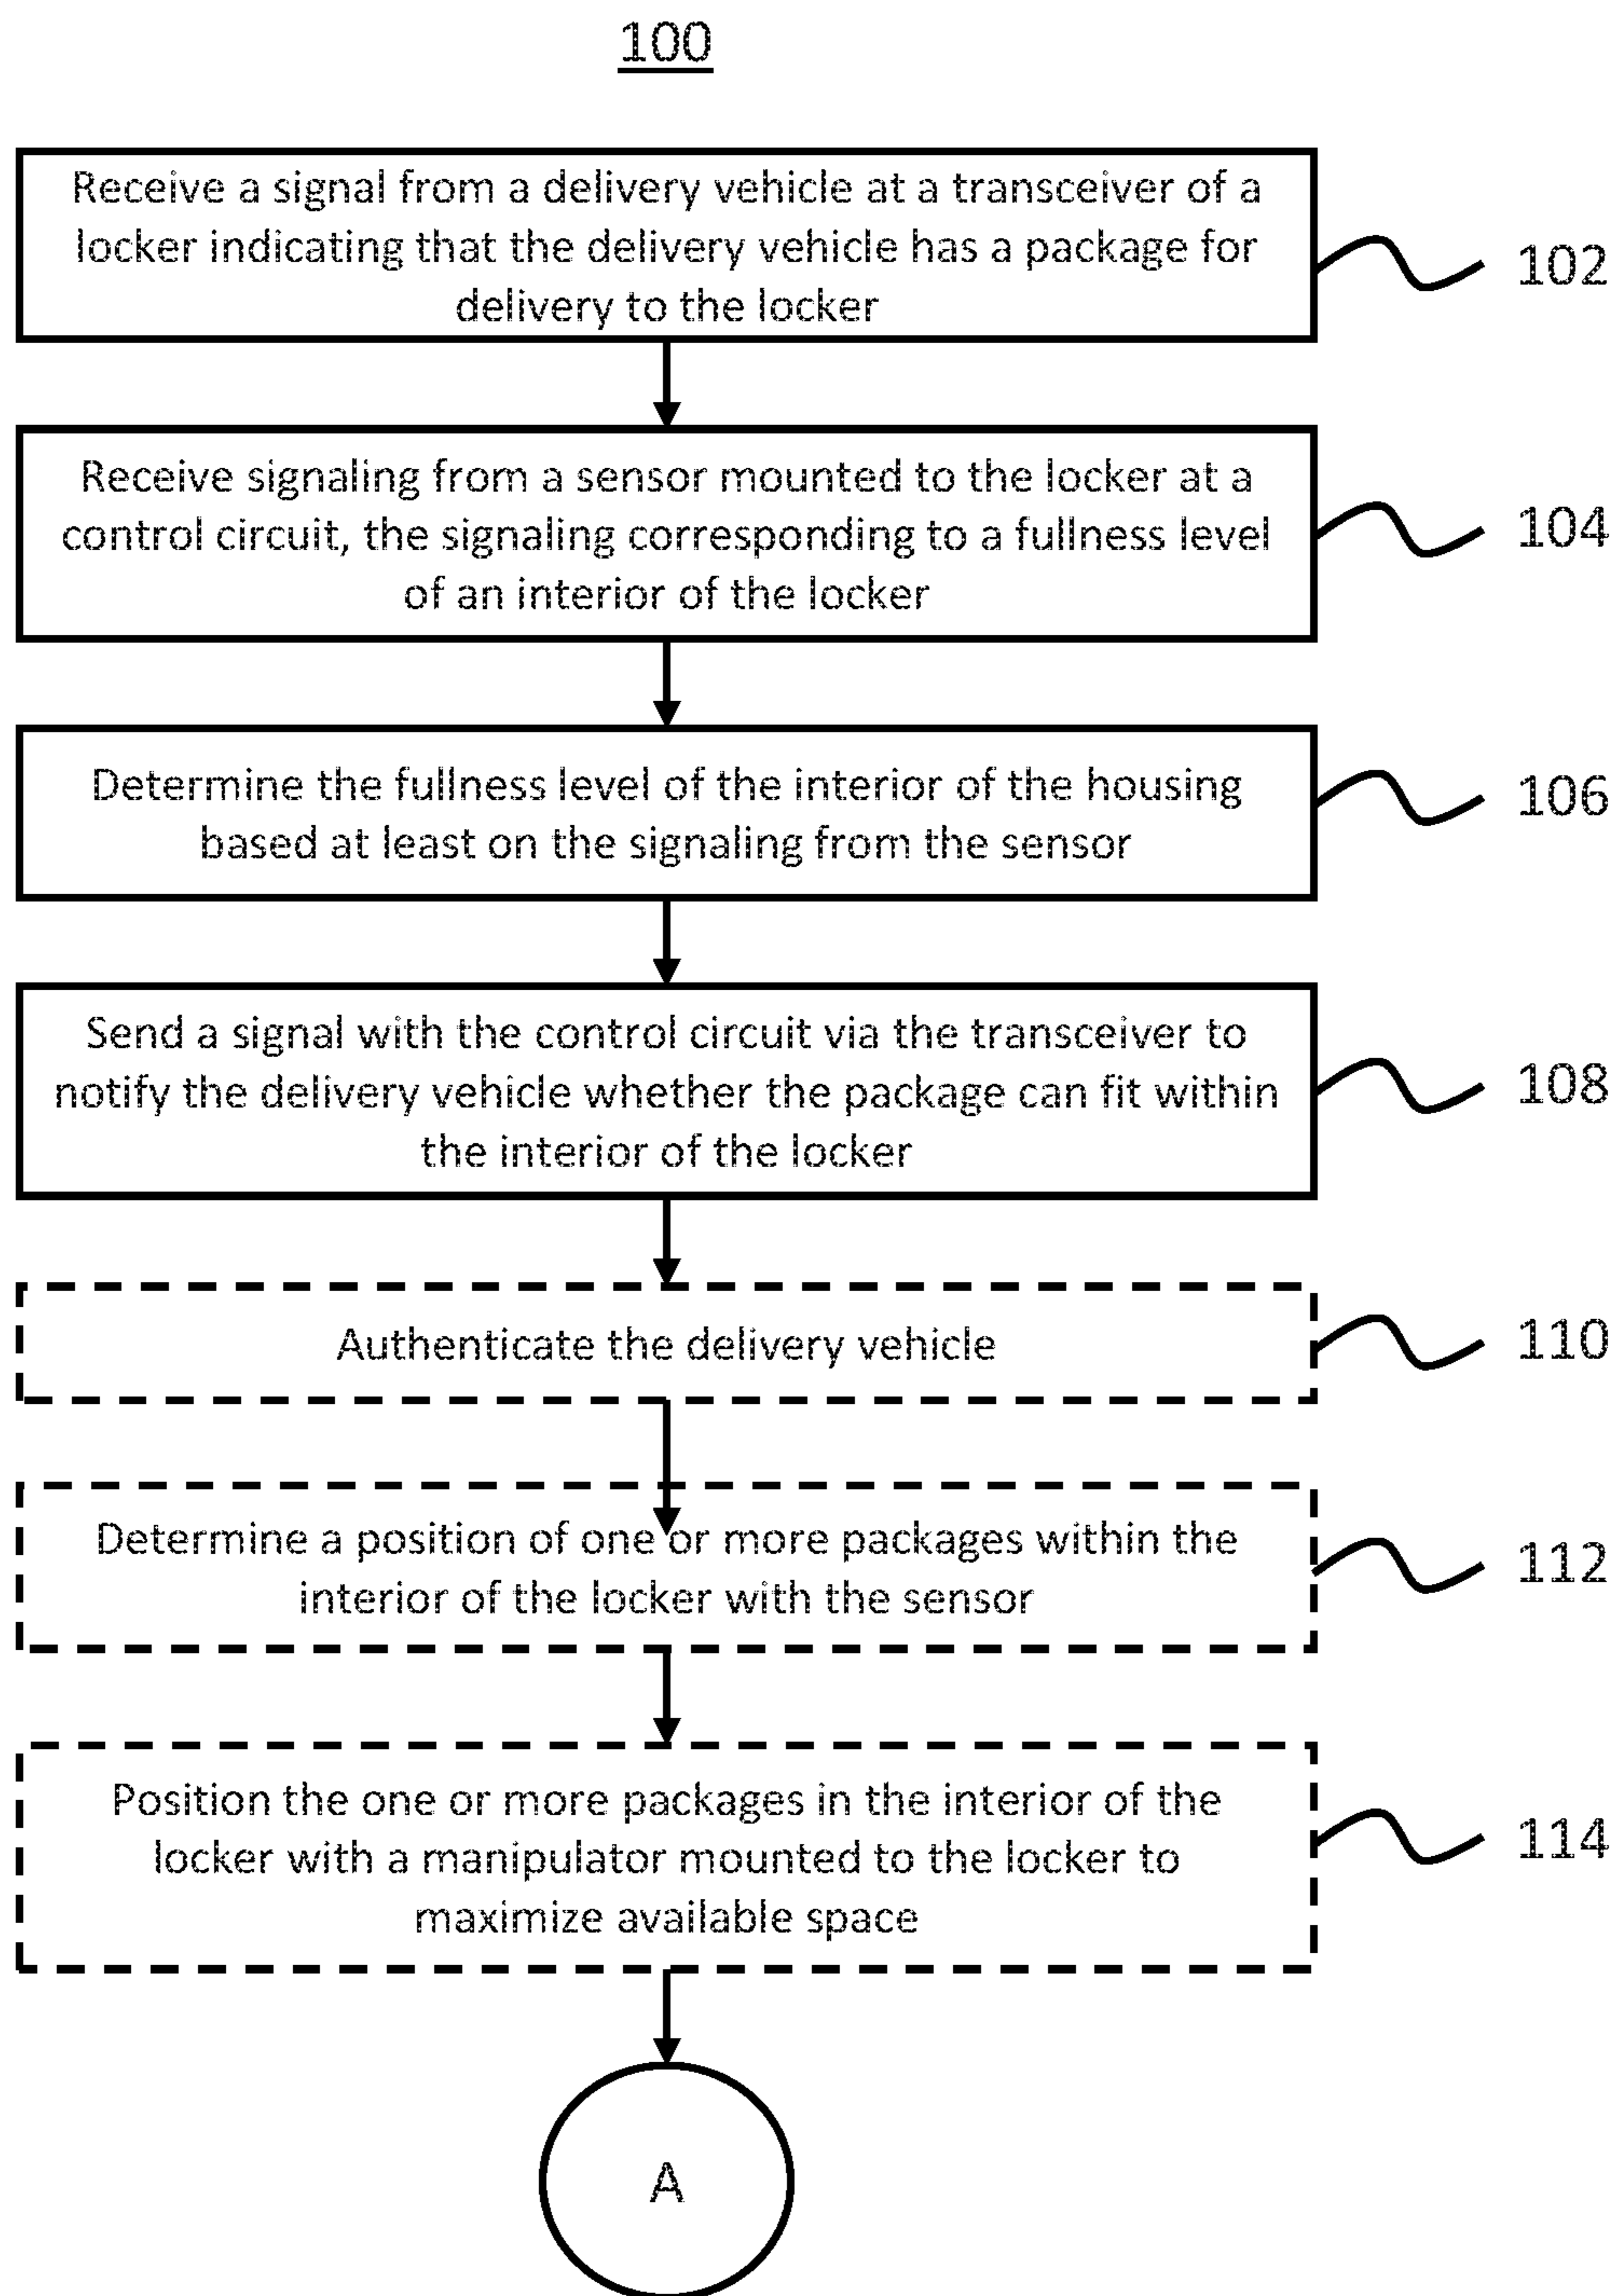 100
Receive a signal from a delivery vehicle at a transceiver of a
locker indicating that the delivery vehicle has a package for
delivery to the locker
102
Receive signaling from a sensor mounted to the locker at a
control circuit, the signaling corresponding to a fullness level
of an interior of the locker
104
Determine the fullness level of the interior of the housing
based at least on the signaling from the sensor
106
Send a signal with the control circuit via the transceiver to
notify the delivery vehicle whether the package can fit within
the interior of the locker
108
Authenticate the delivery vehicle
110
Determine a position of one or more packages within the
interior of the locker with the sensor
112
Position the one or more packages in the interior of the
locker with a manipulator mounted to the locker to
maximize available space
114
A